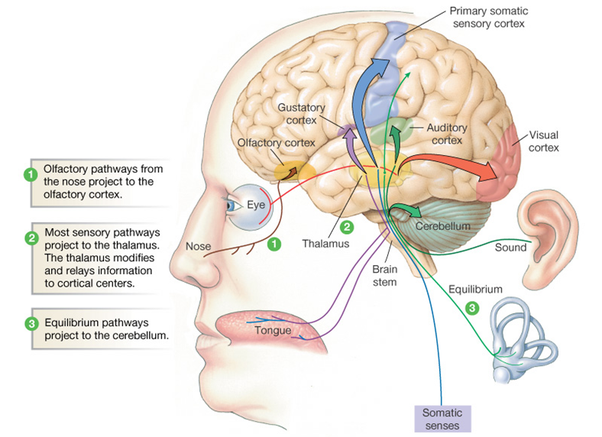 Primary somatic
sensory cortex
Gustatory
cortex
Olfactory cortex
Auditory
cortex
Visual
cortex
1 Olfactory pathways from
the nose project to the
olfactory cortex.
Eye
2 Most sensory pathways
project to the thalamus.
The thalamus modifies
and relays information
to cortical centers.
Nose
1
2
Thalamus
Cerebellum
Sound
Brain
stem
Equilibrium
3
3 Equilibrium pathways
project to the cerebellum.
Tongue
Somatic
senses